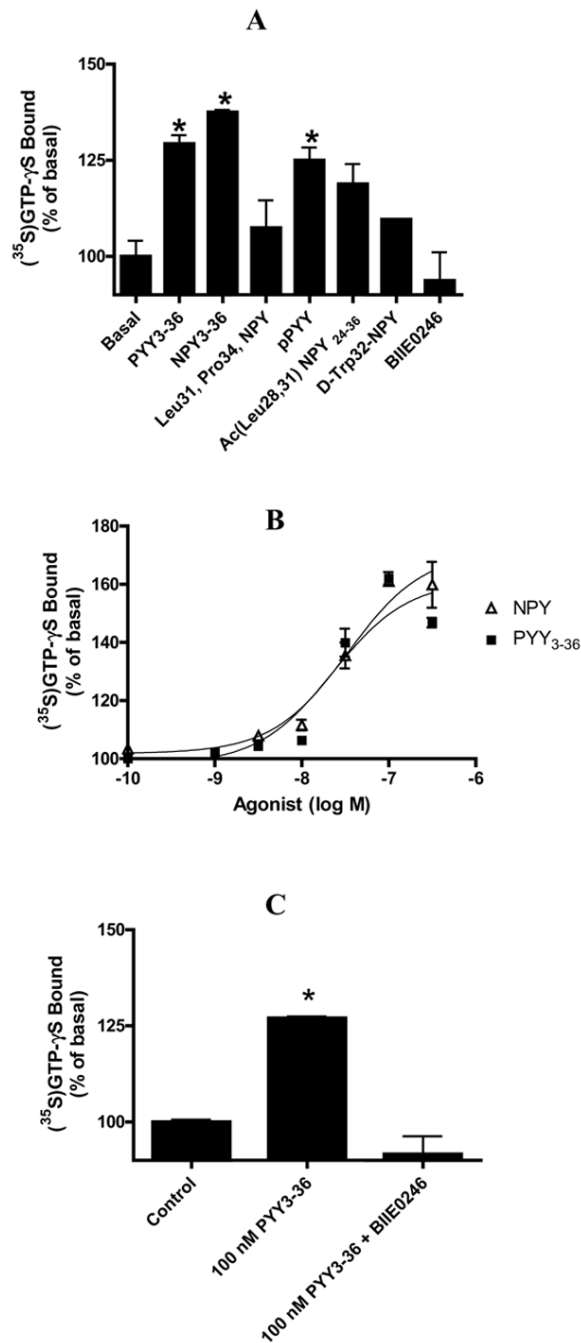 A
(³⁵S)GTP-γS Bound
(% of basal)
150
125
100
*
*
*
Basal
PYY3-36
NPY3-36
Leu31, Pro34, NPY
pPYY
Ac(Leu28,31) NPY 24-36
D-Trp32-NPY
BIIE0246
B
(³⁵S)GTP-γS Bound
(% of basal)
180
160
140
120
100
-10
-9
-8
-7
-6
Agonist (log M)
NPY
PYY₃₋₃₆
C
(³⁵S)GTP-γS Bound
(% of basal)
150
125
100
*
Control
100 nM PYY3-36
100 nM PYY3-36 + BIIE0246